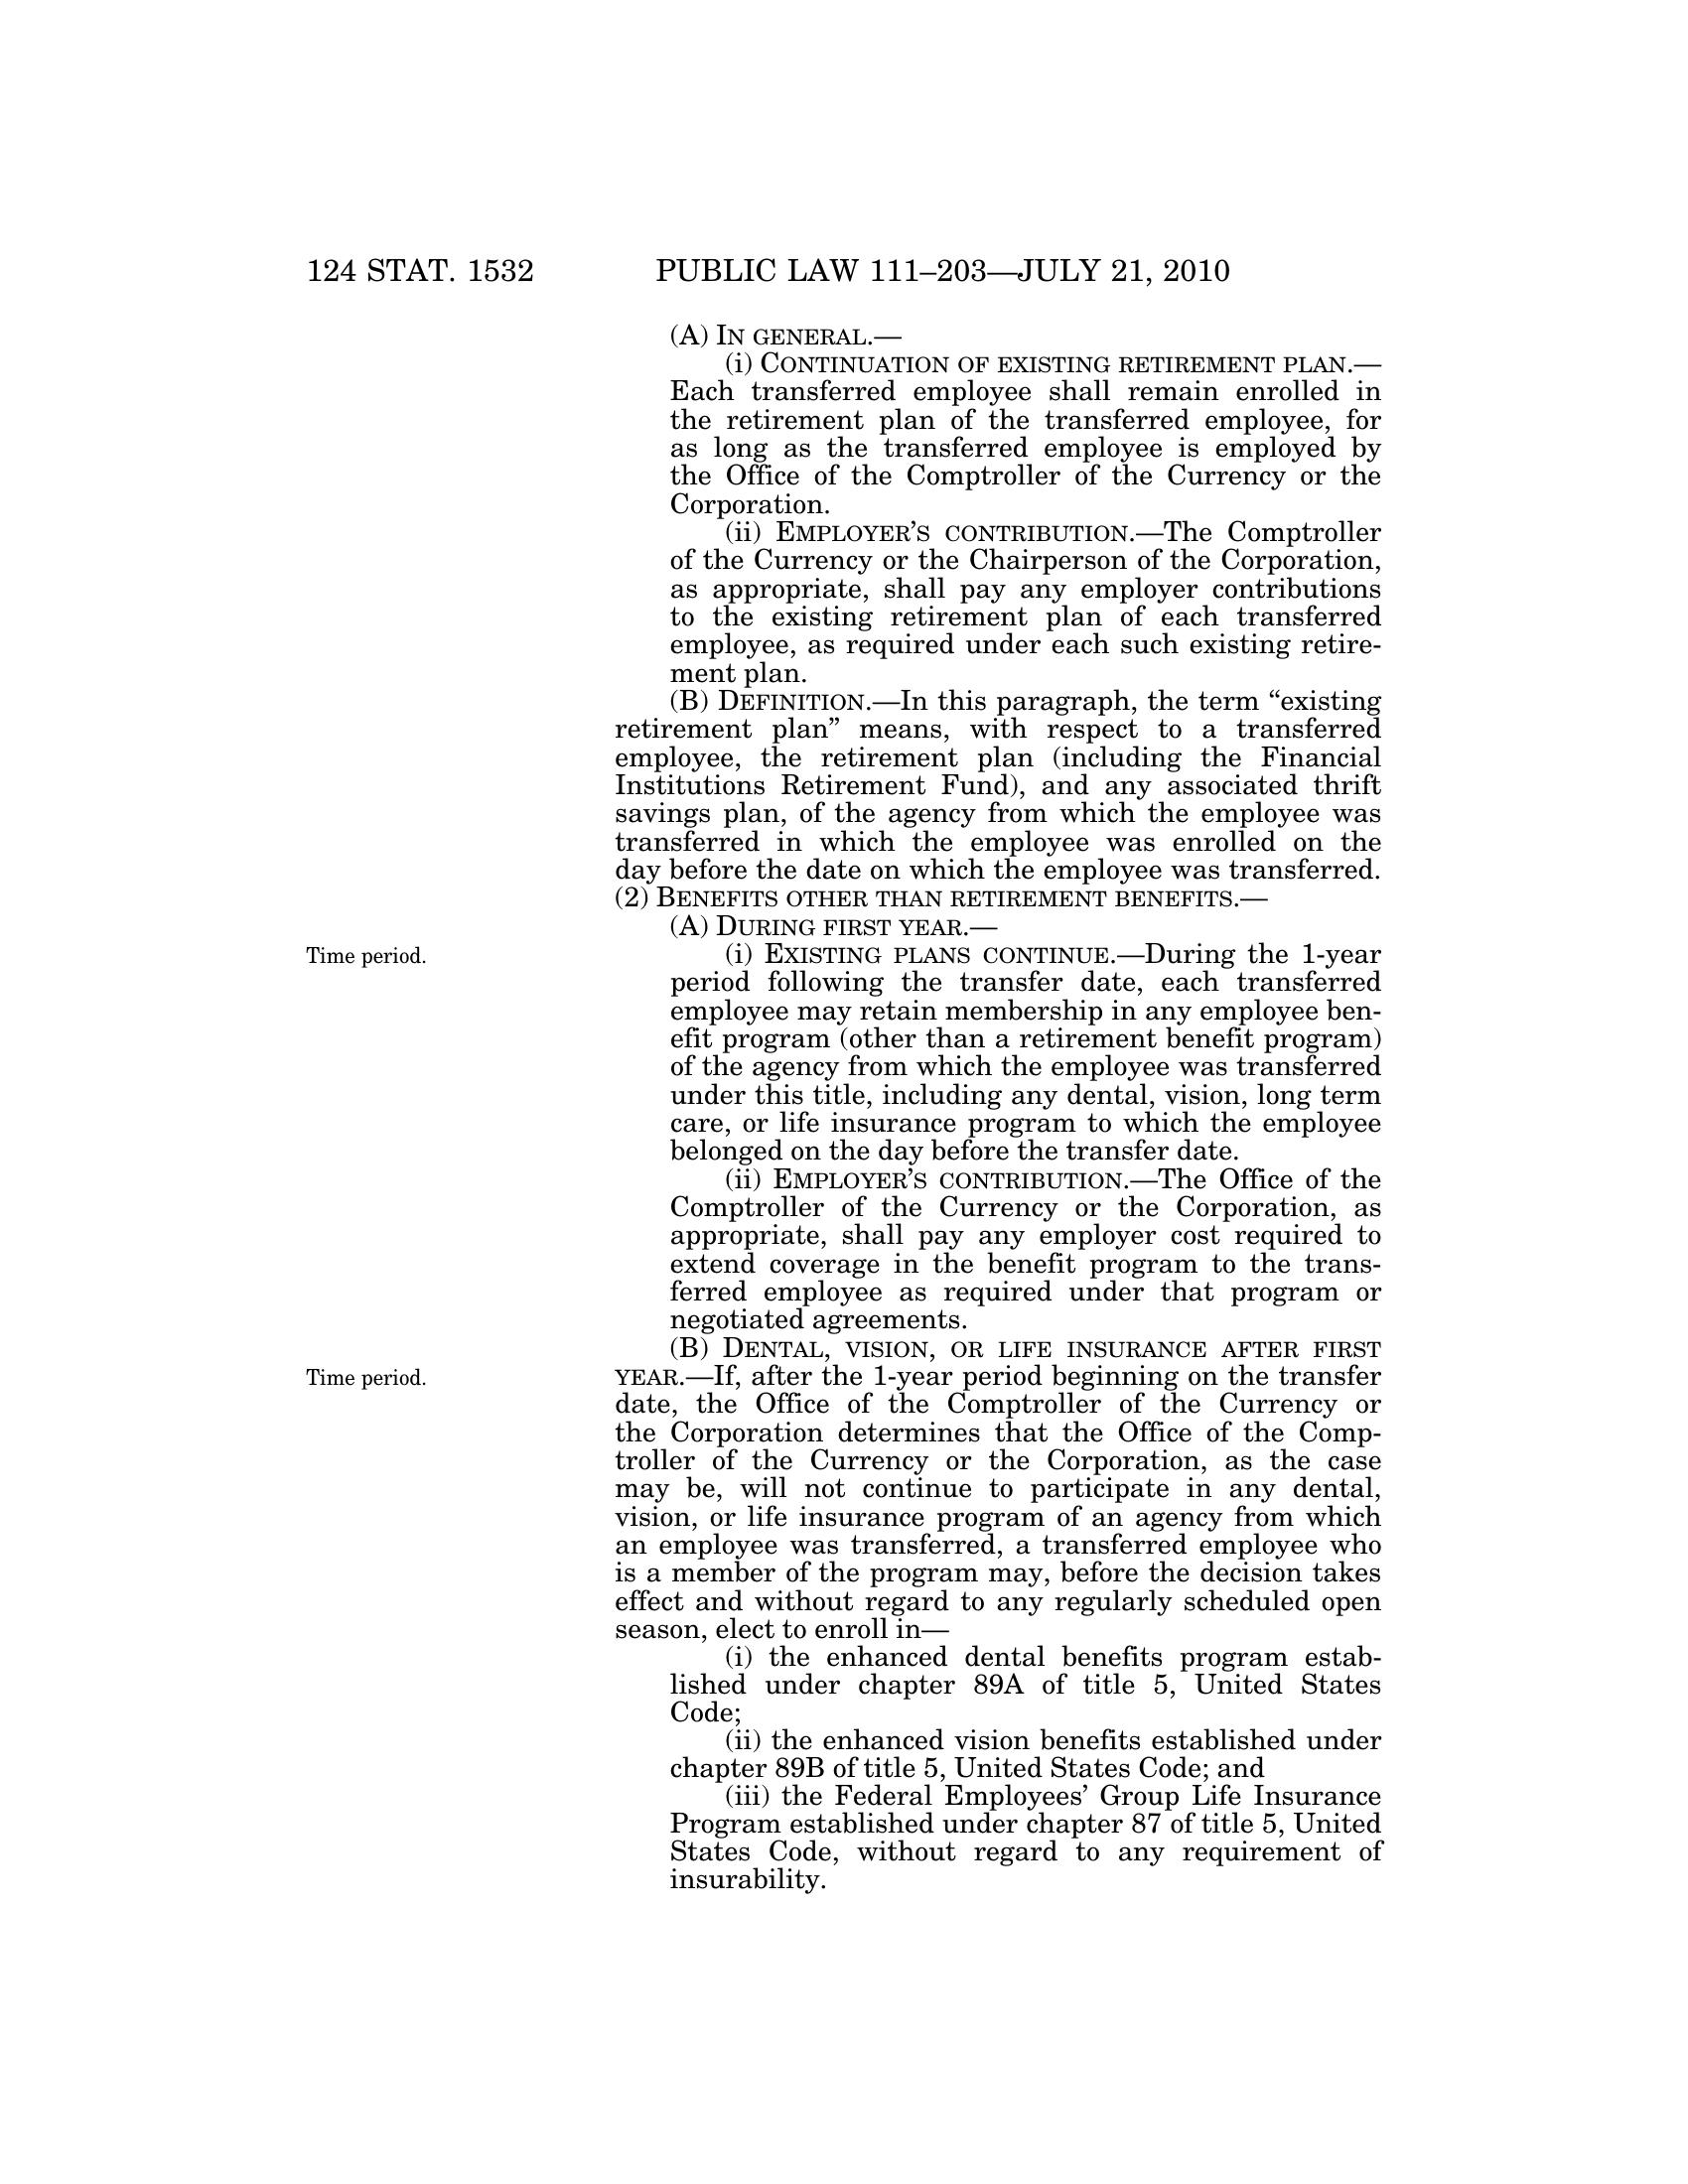 124 STAT. 1532 PUBLIC LAW 111–203—JULY 21, 2010
(A) IN GENERAL.—
(i) CONTINUATION OF EXISTING RETIREMENT PLAN.—
Each transferred employee shall remain enrolled in
the retirement plan of the transferred employee, for
as long as the transferred employee is employed by
the Office of the Comptroller of the Currency or the
Corporation.
(ii) EMPLOYER’S CONTRIBUTION.—The Comptroller
of the Currency or the Chairperson of the Corporation,
as appropriate, shall pay any employer contributions
to the existing retirement plan of each transferred
employee, as required under each such existing retire-
ment plan.
(B) DEFINITION.—In this paragraph, the term “existing
retirement plan” means, with respect to a transferred
employee, the retirement plan (including the Financial
Institutions Retirement Fund), and any associated thrift
savings plan, of the agency from which the employee was
transferred in which the employee was enrolled on the
day before the date on which the employee was transferred.
(2) BENEFITS OTHER THAN RETIREMENT BENEFITS.—
(A) DURING FIRST YEAR.—
Time period.
(i) EXISTING PLANS CONTINUE.—During the 1-year
period following the transfer date, each transferred
employee may retain membership in any employee ben-
efit program (other than a retirement benefit program)
of the agency from which the employee was transferred
under this title, including any dental, vision, long term
care, or life insurance program to which the employee
belonged on the day before the transfer date.
(ii) EMPLOYER’S CONTRIBUTION.—The Office of the
Comptroller of the Currency or the Corporation, as
appropriate, shall pay any employer cost required to
extend coverage in the benefit program to the trans-
ferred employee as required under that program or
negotiated agreements.
(B) DENTAL, VISION, OR LIFE INSURANCE AFTER FIRST
Time period.
YEAR.—If, after the 1-year period beginning on the transfer
date, the Office of the Comptroller of the Currency or
the Corporation determines that the Office of the Comp-
troller of the Currency or the Corporation, as the case
may be, will not continue to participate in any dental,
vision, or life insurance program of an agency from which
an employee was transferred, a transferred employee who
is a member of the program may, before the decision takes
effect and without regard to any regularly scheduled open
season, elect to enroll in—
(i) the enhanced dental benefits program estab-
lished under chapter 89A of title 5, United States
Code;
(ii) the enhanced vision benefits established under
chapter 89B of title 5, United States Code; and
(iii) the Federal Employees’ Group Life Insurance
Program established under chapter 87 of title 5, United
States Code, without regard to any requirement of
insurability.